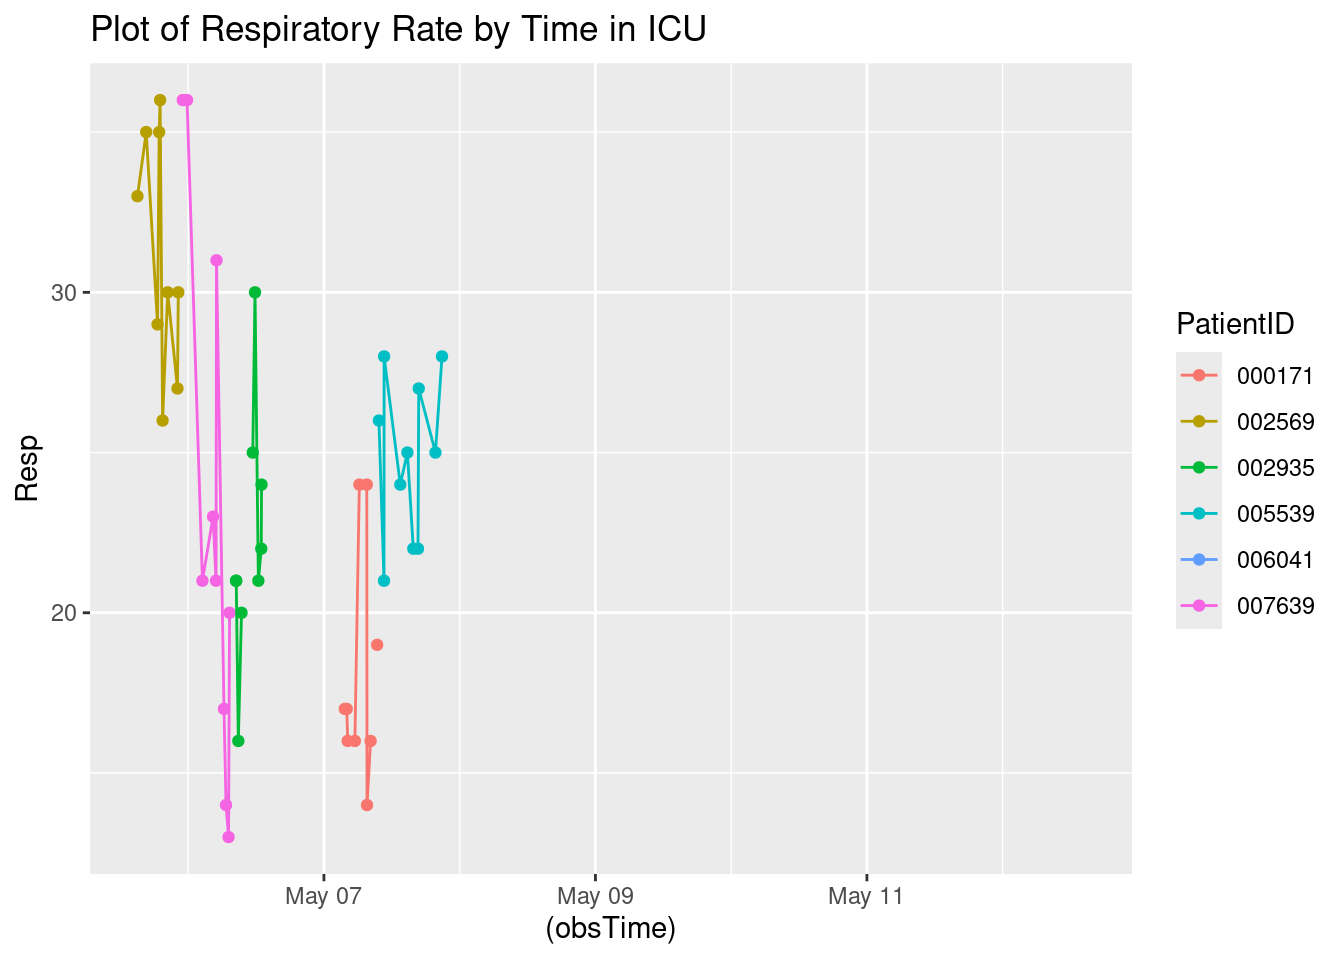 Plot of Respiratory Rate by Time in ICU
Resp
30
20
May 07
May 09
May 11
(obsTime)
PatientID
000171
002569
002935
005539
006041
007639